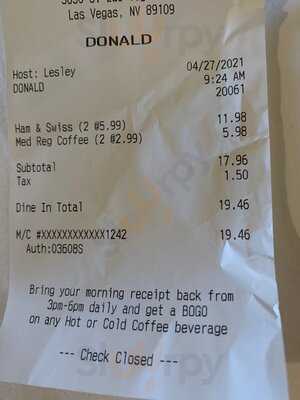 Las Vegas, NV 89109
DONALD
Host: Lesley 04/27/2021
DONALD 9:24 AM
20061
Ham & Swiss (2 @5.99) 11.98
Med Reg Coffee (2 @2.99) 5.98
Subtotal 17.96
Tax 1.50
Dine In Total 19.46
M/C #XXXXXXXXXXXX1242 19.46
Auth:03608S
Bring your morning receipt back from
3pm-6pm daily and get a BOGO
on any Hot or Cold Coffee beverage
--- Check Closed ---